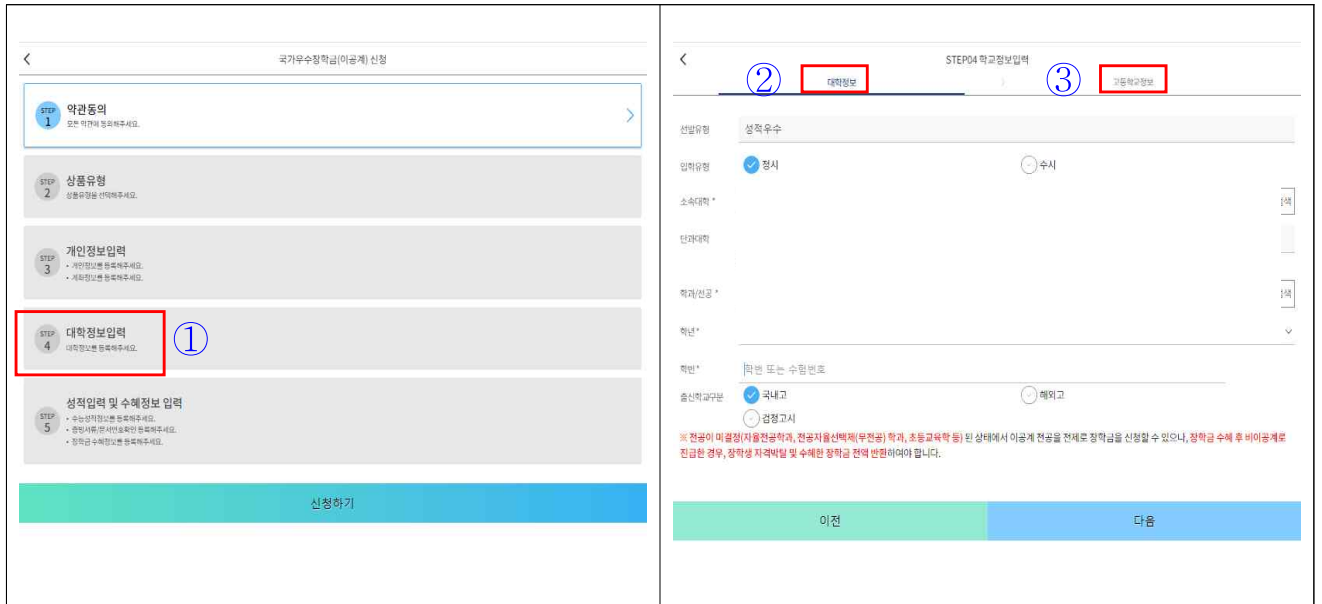 국가우수장학금(이공계) 신청
STEP 1
약관동의
모든 약관에 동의해주세요.
STEP 2
상품유형
상품유형을 선택해주세요.
STEP 3
개인정보입력
• 개인정보를 등록해주세요.
• 계좌정보를 등록해주세요.
STEP 4
대학정보입력
대학정보를 등록해주세요.
①
STEP 5
성적입력 및 수혜정보 입력
• 수능성적정보를 등록해주세요.
• 증빙서류/문서번호확인 등록해주세요.
• 장학금 수혜정보를 등록해주세요.
신청하기
STEP04 학교정보입력
② 대학정보
③ 고등학교정보
선발유형 성적우수
입학유형 정시 수시
소속대학 * 색
단과대학
학과/전공 * 색
학년 *
학번 * 학번 또는 수험번호
출신학교구분 국내고 해외고
검정고시
※ 전공이 미결정(자율전공학과, 전공자율선택제(무전공) 학과, 초등교육학 등) 된 상태에서 이공계 전공을 전제로 장학금을 신청할 수 있으나, 장학금 수혜 후 비이공계로
진급한 경우, 장학생 자격박탈 및 수혜한 장학금 전액 반환하여야 합니다.
이전 다음